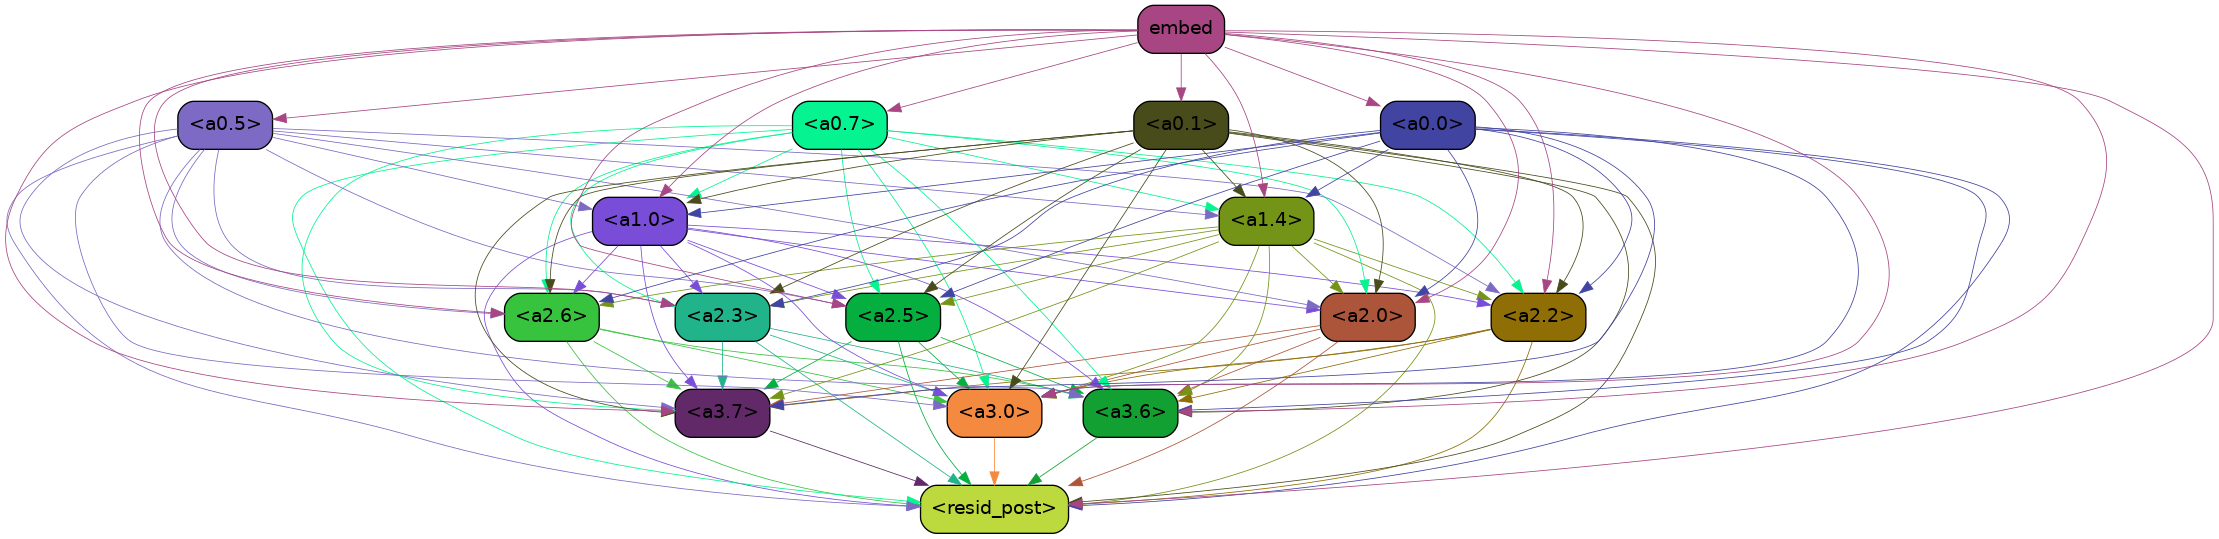 embed
<a0.5>
<a0.7>
<a0.1>
<a0.0>
<a1.0>
<a1.4>
<a2.6>
<a2.3>
<a2.5>
<a2.0>
<a2.2>
<a3.7>
<a3.0>
<a3.6>
<resid_post>